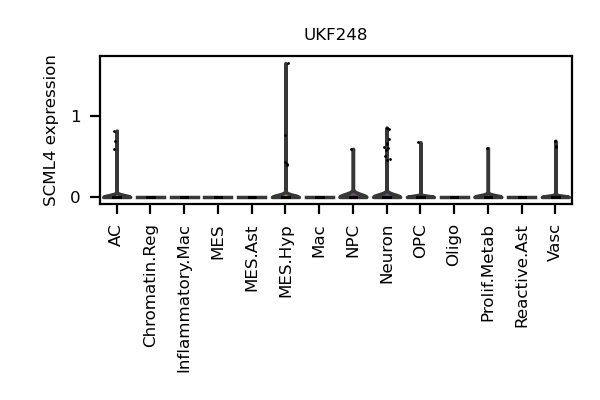 UKF248
SCML4 expression
1
0
AC
Chromatin.Reg
Inflammatory.Mac
MES
MES.Ast
MES.Hyp
Mac
NPC
Neuron
OPC
Oligo
Prolif.Metab
Reactive.Ast
Vasc